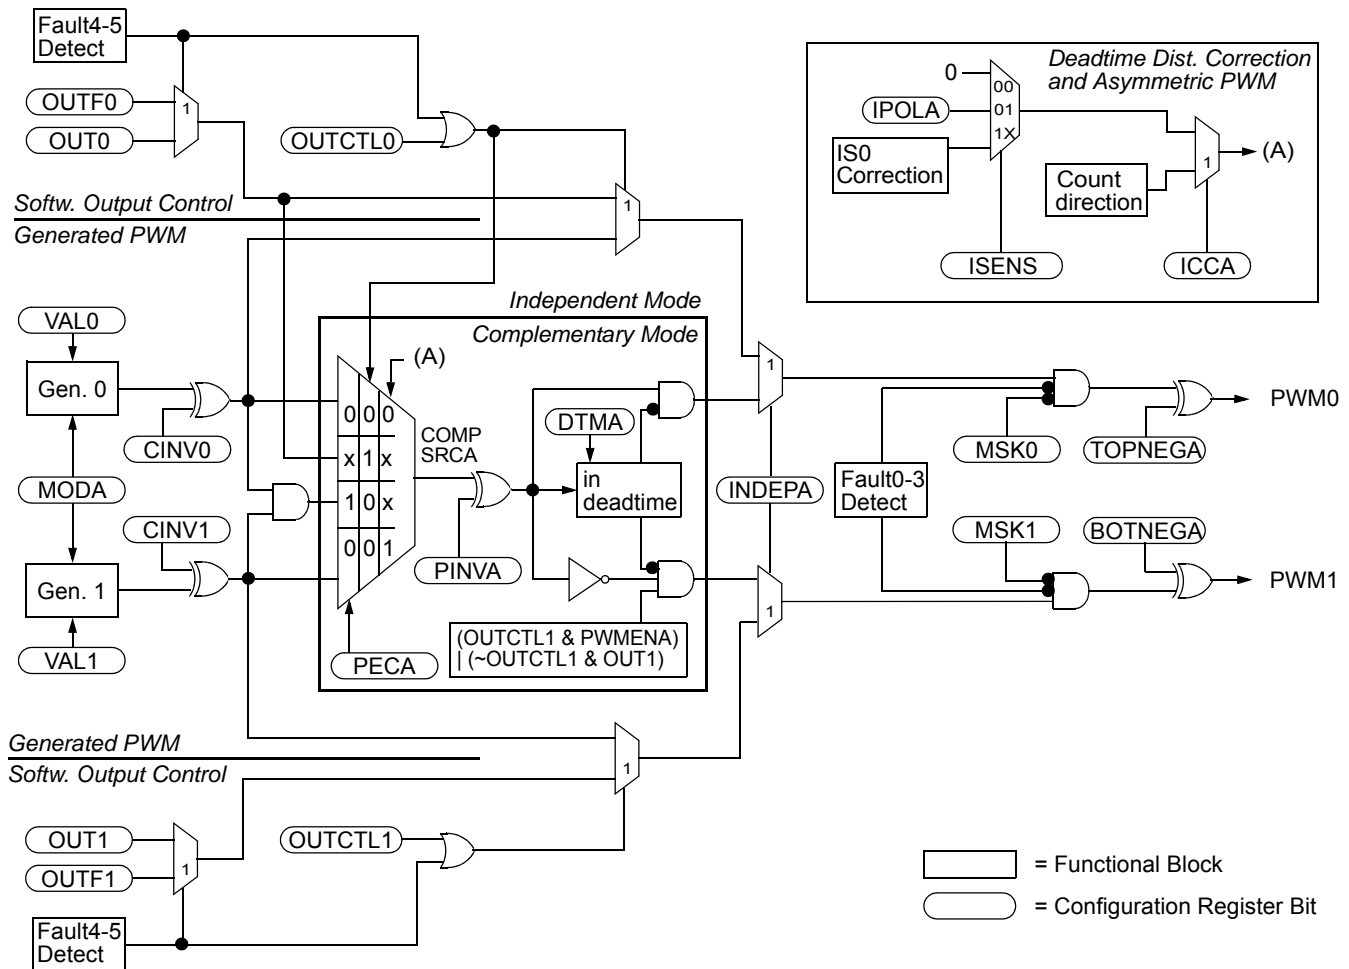 Fault4-5
Detect
OUTF0
OUT0
1
OUTCTL0
Softw. Output Control
Generated PWM
1
Deadtime Dist. Correction
and Asymmetric PWM
0
00
IPOLA
01
1X
IS0
Correction
Count
direction
1
(A)
ISENS
ICCA
VAL0
Gen. 0
CINV0
MODA
CINV1
Gen. 1
VAL1
Independent Mode
Complementary Mode
(A)
0 0 0
x 1 x
1 0 x
0 0 1
COMP
SRCA
PINVA
PECA
DTMA
in
deadtime
(OUTCTL1 & PWMENA)
| (~OUTCTL1 & OUT1)
1
INDEPA
1
MSK0
Fault0-3
Detect
MSK1
TOPNEGA
BOTNEGA
PWM0
PWM1
Generated PWM
Softw. Output Control
1
OUT1
OUTF1
1
OUTCTL1
Fault4-5
Detect
= Functional Block
= Configuration Register Bit